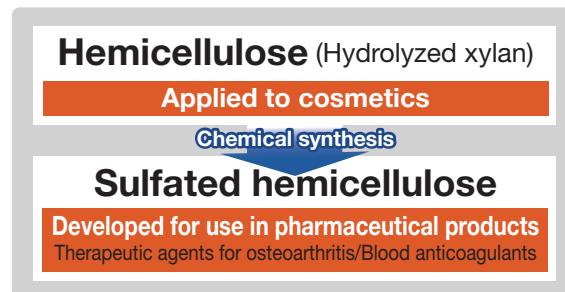 Hemicellulose (Hydrolyzed xylan)
Applied to cosmetics
Chemical synthesis
Sulfated hemicellulose
Developed for use in pharmaceutical products
Therapeutic agents for osteoarthritis/Blood anticoagulants